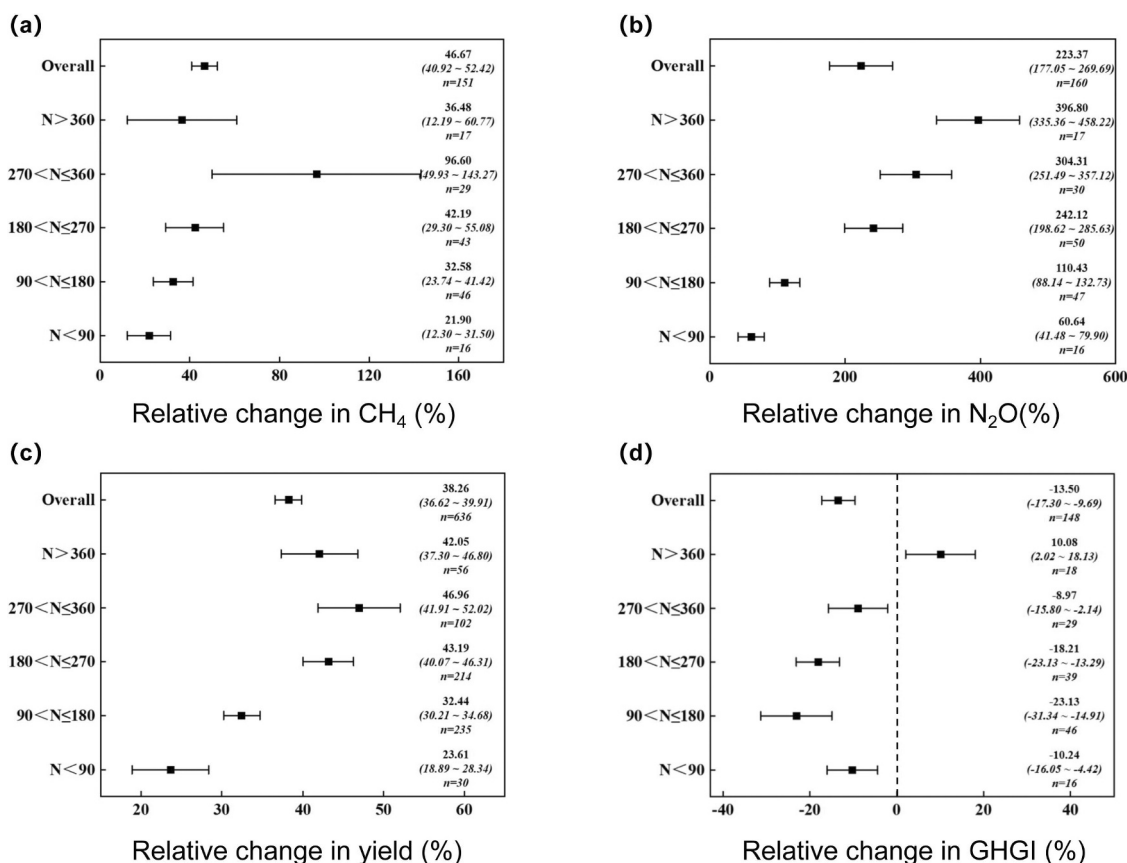 (a)
Overall
46.67
(40.92 ~ 52.42)
n=151
N＞360
36.48
(12.19 ~ 60.77)
n=17
270＜N≤360
96.60
(49.93 ~ 143.27)
n=29
180＜N≤270
42.19
(29.30 ~ 55.08)
n=43
90＜N≤180
32.58
(23.74 ~ 41.42)
n=46
N＜90
21.90
(12.30 ~ 31.50)
n=16
0 40 80 120 160
Relative change in CH₄ (%)
(b)
Overall
223.37
(177.05 ~ 269.69)
n=160
N＞360
396.80
(335.36 ~ 458.22)
n=17
270＜N≤360
304.31
(251.49 ~ 357.12)
n=30
180＜N≤270
242.12
(198.62 ~ 285.63)
n=50
90＜N≤180
110.43
(88.14 ~ 132.73)
n=47
N＜90
60.64
(41.48 ~ 79.90)
n=16
0 200 400 600
Relative change in N₂O(%)
(c)
Overall
38.26
(36.62 ~ 39.91)
n=636
N＞360
42.05
(37.30 ~ 46.80)
n=56
270＜N≤360
46.96
(41.91 ~ 52.02)
n=102
180＜N≤270
43.19
(40.07 ~ 46.31)
n=214
90＜N≤180
32.44
(30.21 ~ 34.68)
n=235
N＜90
23.61
(18.89 ~ 28.34)
n=30
20 30 40 50 60
Relative change in yield (%)
(d)
Overall
-13.50
(-17.30 ~ -9.69)
n=148
N＞360
10.08
(2.02 ~ 18.13)
n=18
270＜N≤360
-8.97
(-15.80 ~ -2.14)
n=29
180＜N≤270
-18.21
(-23.13 ~ -13.29)
n=39
90＜N≤180
-23.13
(-31.34 ~ -14.91)
n=46
N＜90
-10.24
(-16.05 ~ -4.42)
n=16
-40 -20 0 20 40
Relative change in GHGI (%)